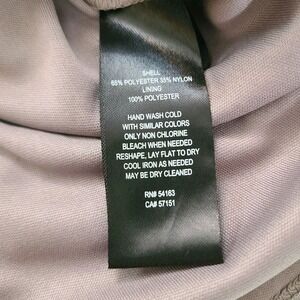 SHELL
65% POLYESTER 35% NYLON
LINING
100% POLYESTER
HAND WASH COLD
WITH SIMILAR COLORS
ONLY NON CHLORINE
BLEACH WHEN NEEDED
RESHAPE, LAY FLAT TO DRY
COOL IRON AS NEEDED
MAY BE DRY CLEANED
RN# 54163
CA# 57151